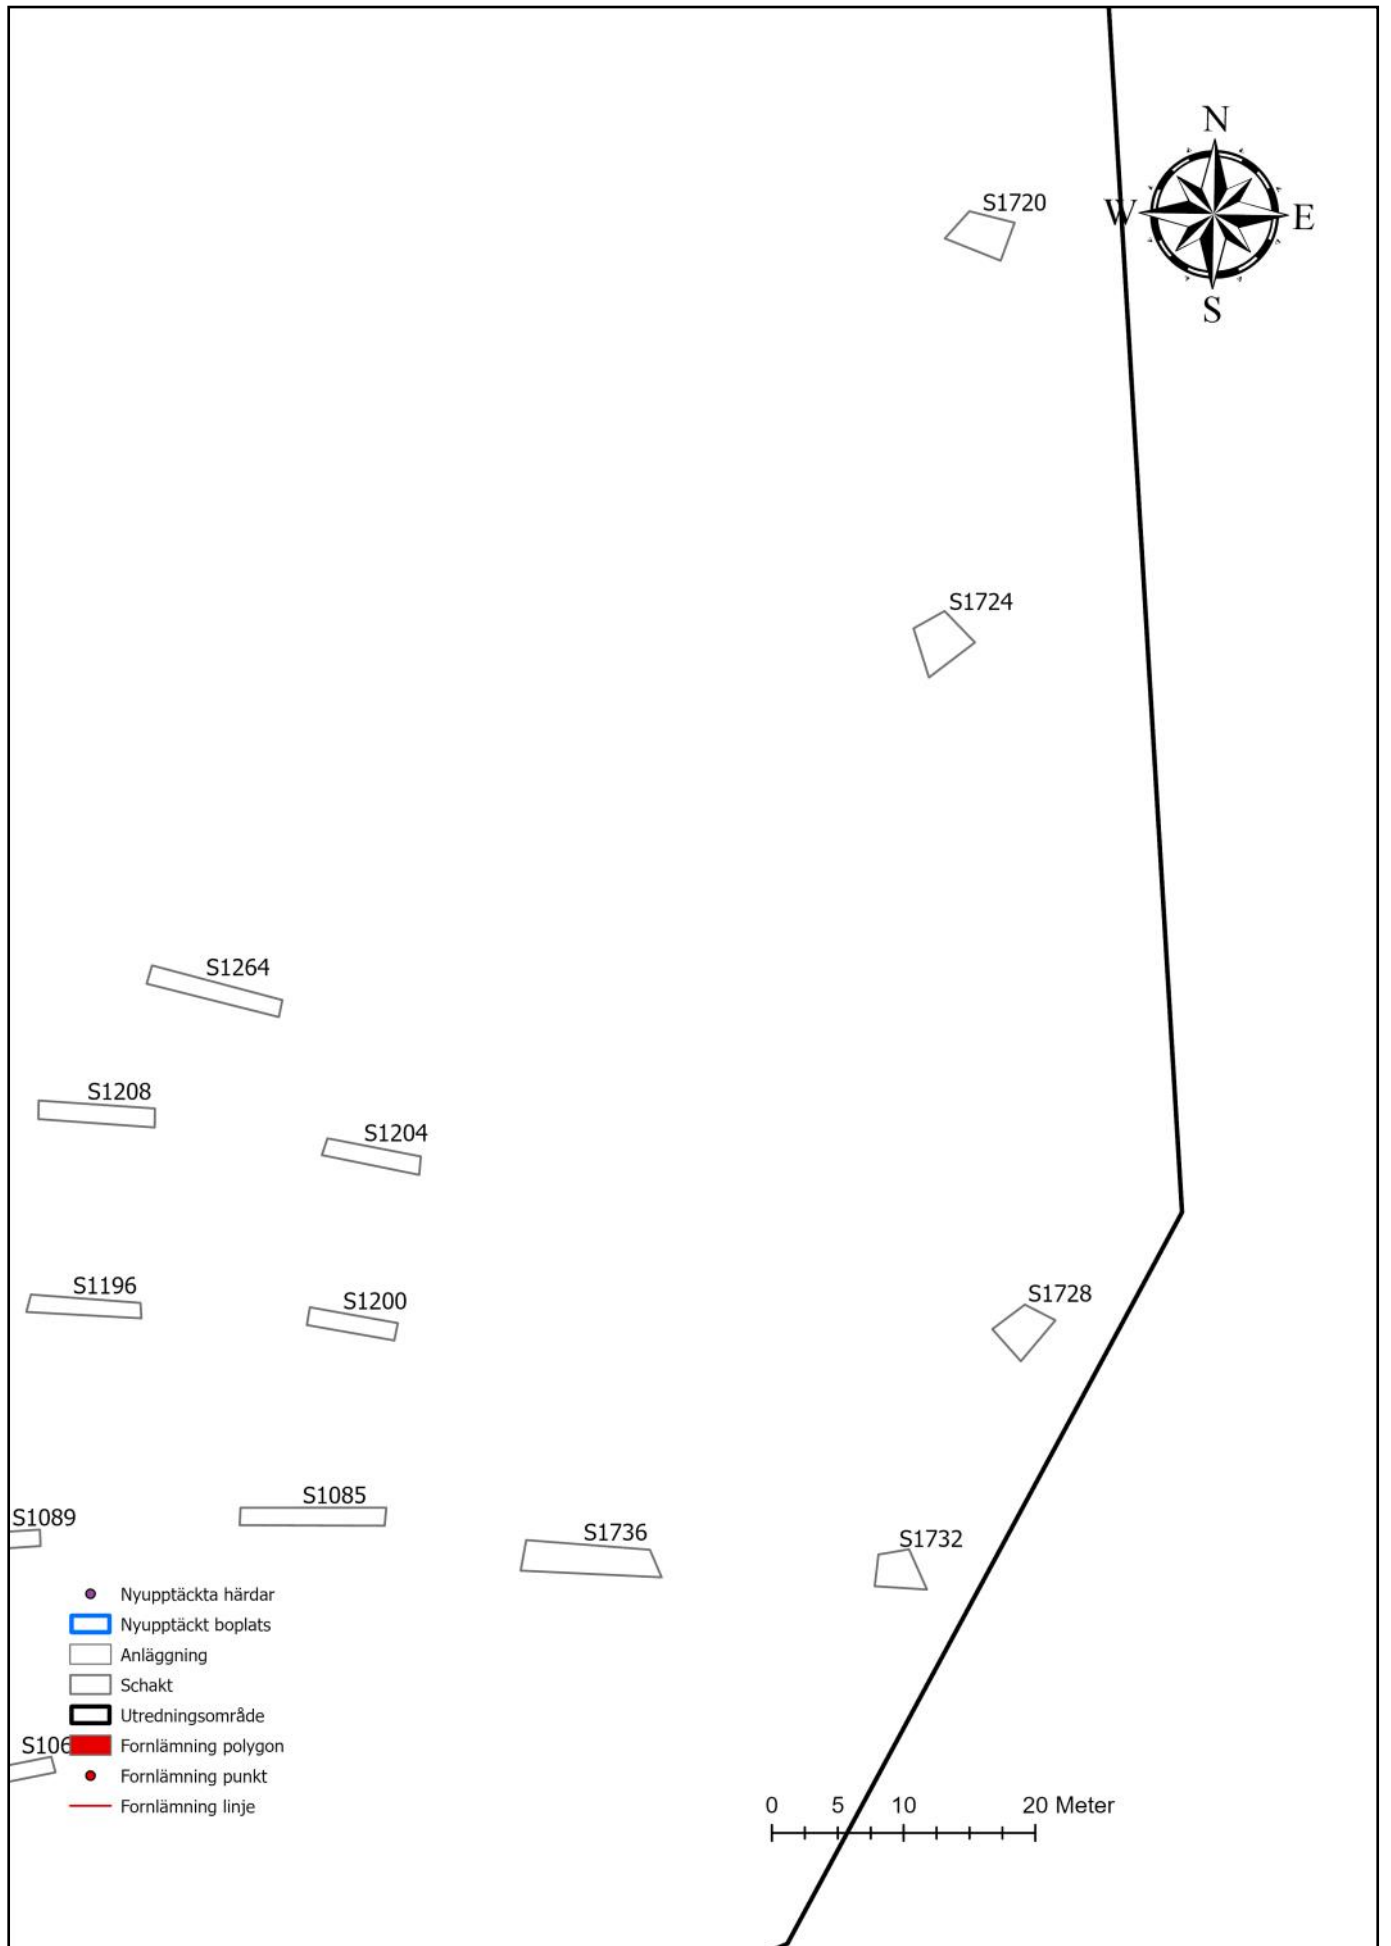 N
S1720
W
E
S
S1724
S1264
S1208
S1204
S1196
S1200
S1728
S1085
S1089
S1736
S1732
Nyupptäckta härdar
Nyupptäckt boplats
Anläggning
Schakt
Utredningsområde
S106
Fornlämning polygon
Fornlämning punkt
Fornlämning linje
0 5 10 20 Meter